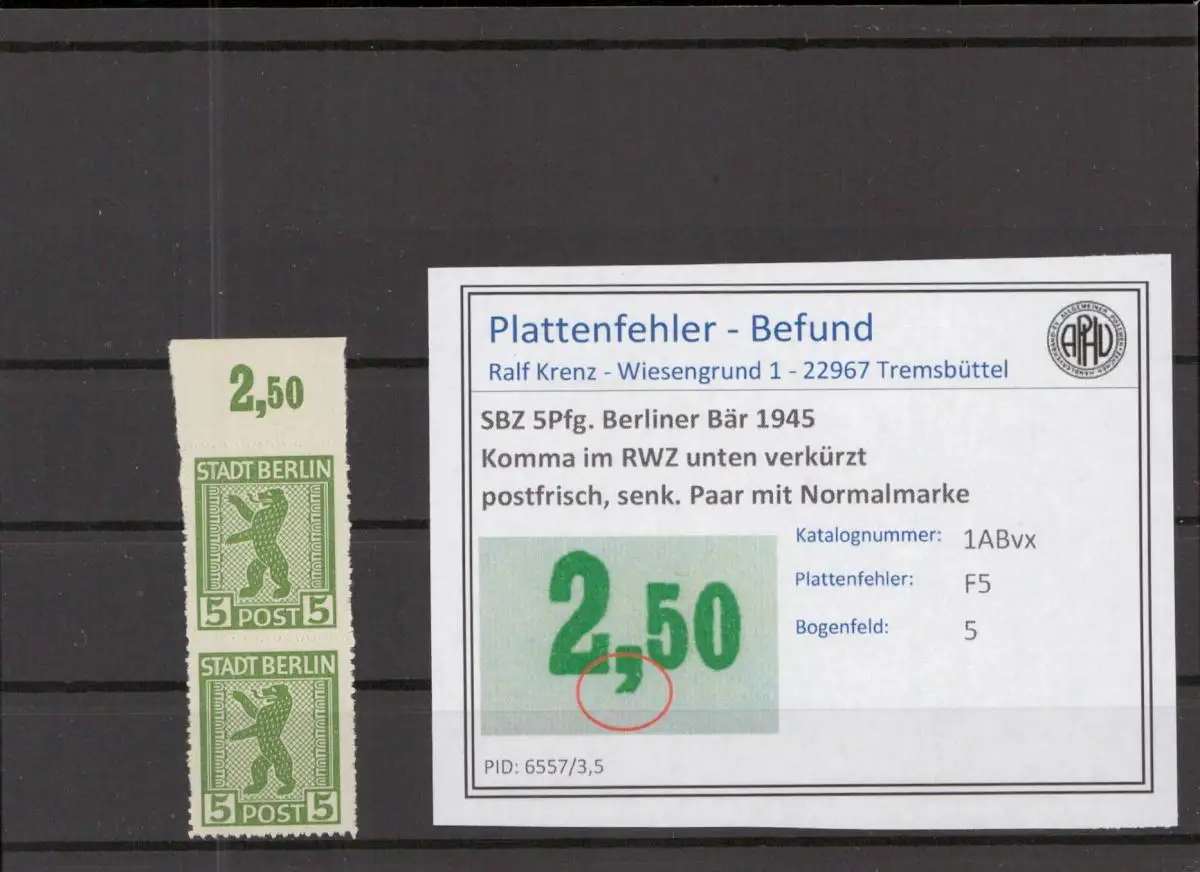 2,50
STADT BERLIN
5 POST 5
STADT BERLIN
5 POST 5
Plattenfehler - Befund
Ralf Krenz - Wiesengrund 1 - 22967 Tremsbüttel
APHV
SBZ 5Pfg. Berliner Bär 1945
Komma im RWZ unten verkürzt
postfrisch, senk. Paar mit Normalmarke
2,50
Katalognummer: 1ABvx
Plattenfehler: F5
Bogenfeld: 5
PID: 6557/3,5